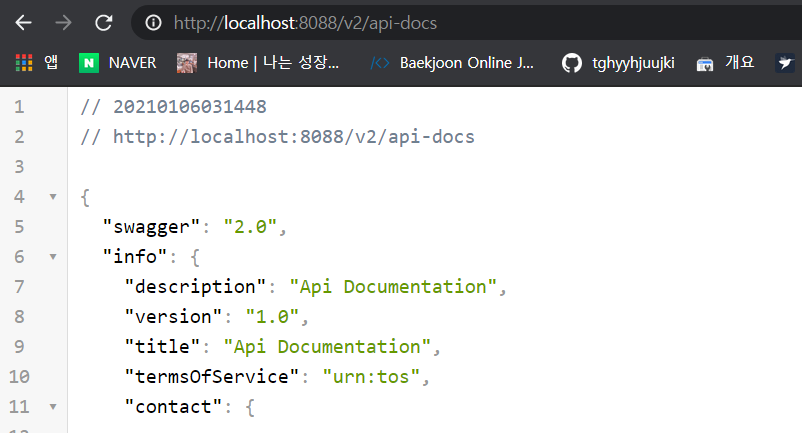 http://localhost:8088/v2/api-docs
앱 NAVER Home | 나는 성장... </> Baekjoon Online J... tghyyhjuujki 개요
1 // 20210106031448
2 // http://localhost:8088/v2/api-docs
3
4 {
5 "swagger": "2.0",
6 "info": {
7 "description": "Api Documentation",
8 "version": "1.0",
9 "title": "Api Documentation",
10 "termsOfService": "urn:tos",
11 "contact": {